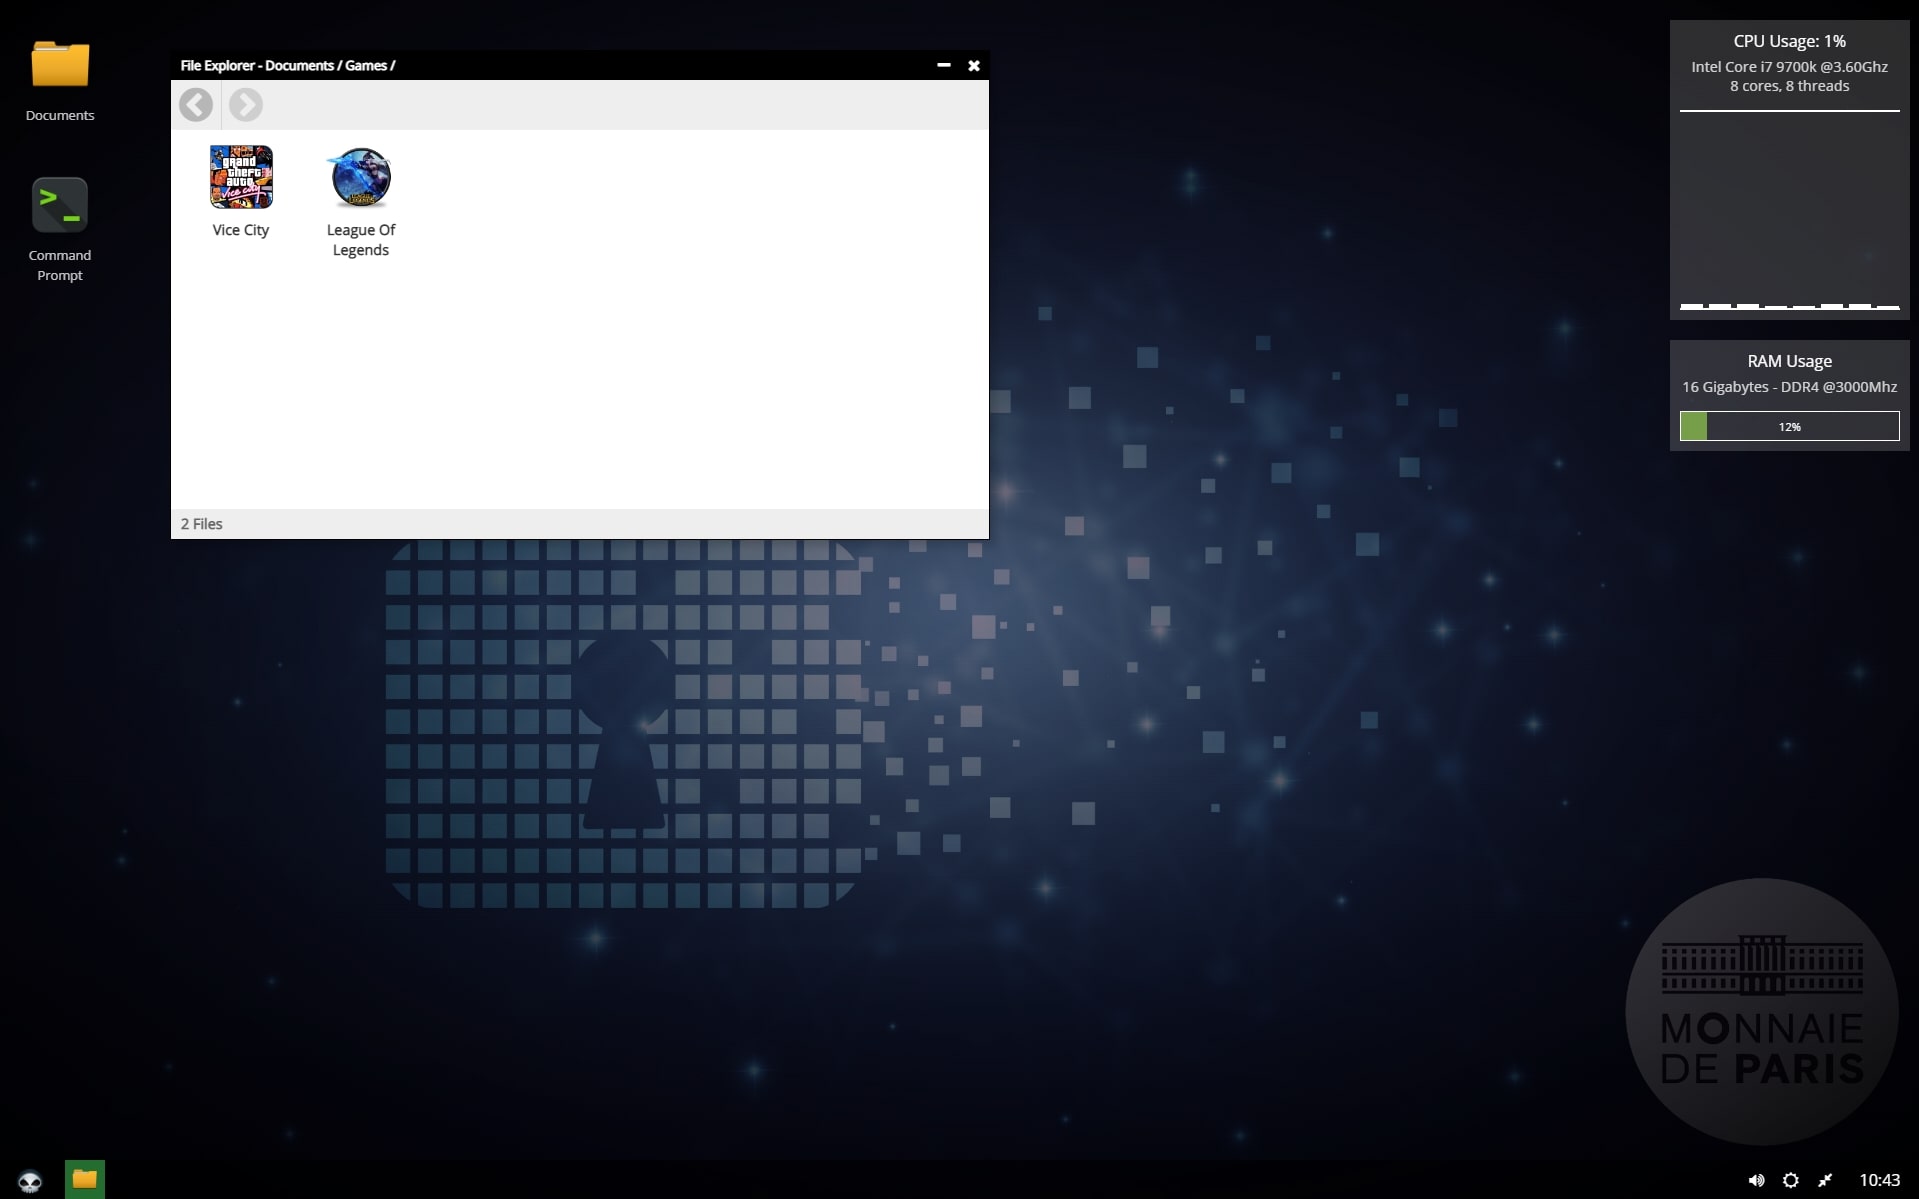 Documents
Command
Prompt
File Explorer - Documents / Games /
grand
theft
auto
Vice City
Vice City
LEGENDS
League Of
Legends
2 Files
CPU Usage: 1%
Intel Core i7 9700k @3.60Ghz
8 cores, 8 threads
RAM Usage
16 Gigabytes - DDR4 @3000Mhz
12%
MONNAIE
DE PARIS
10:43